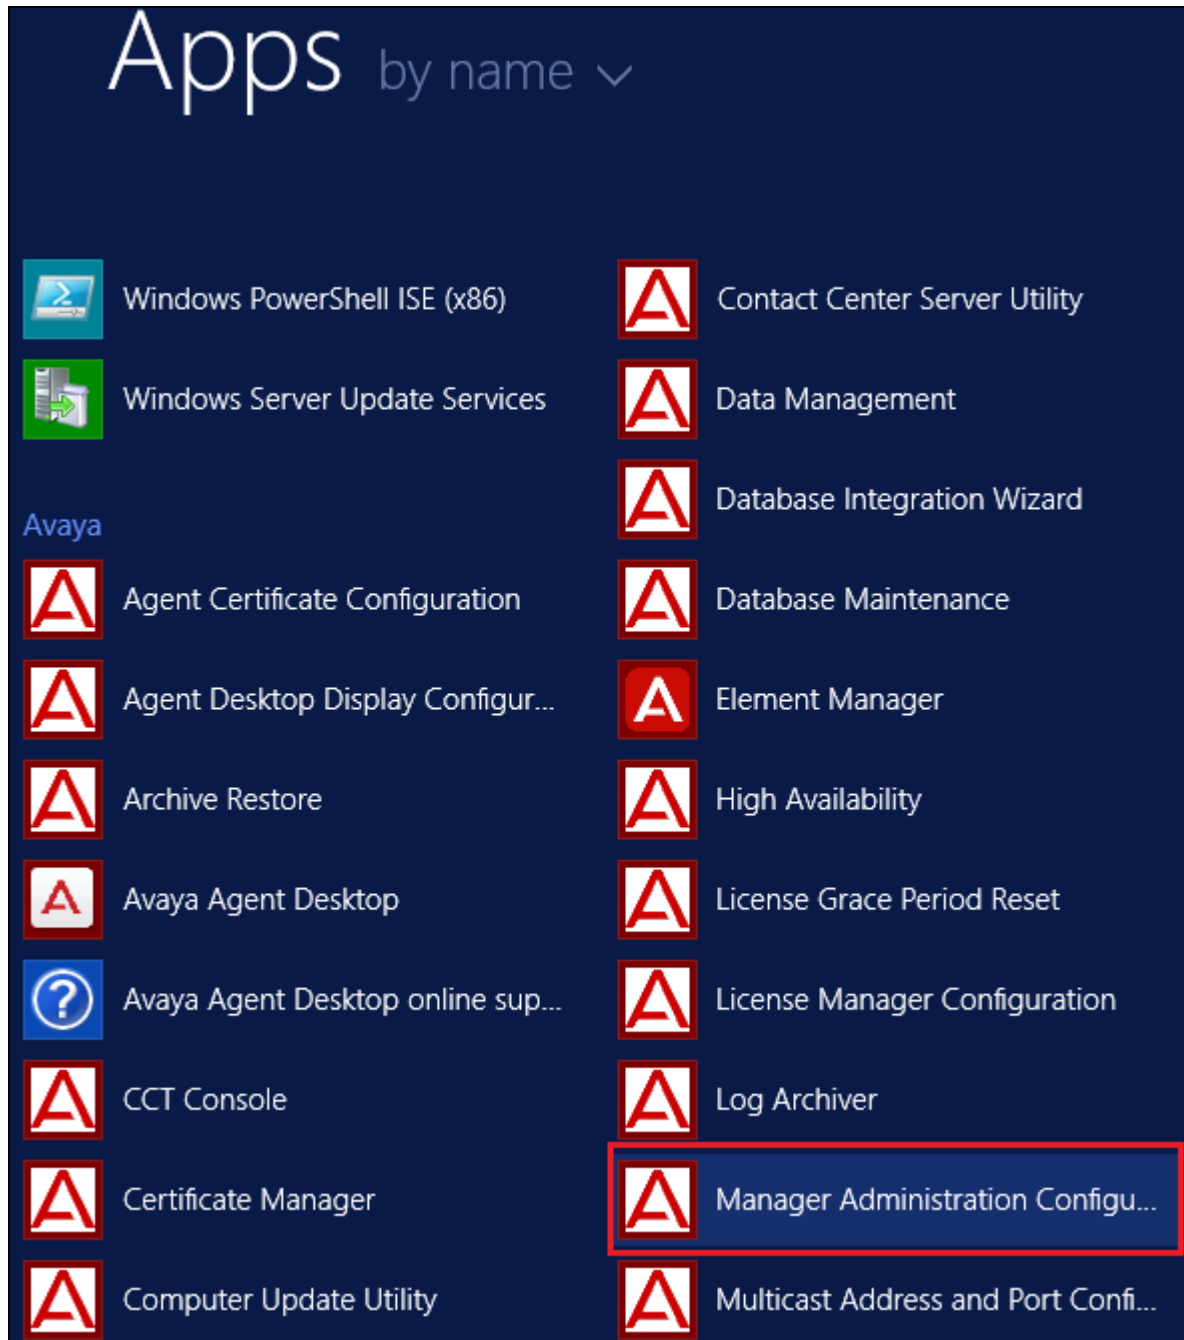 Apps by name
Windows PowerShell ISE (x86)
Windows Server Update Services
Avaya
Agent Certificate Configuration
Agent Desktop Display Configur...
Archive Restore
Avaya Agent Desktop
Avaya Agent Desktop online sup...
CCT Console
Certificate Manager
Computer Update Utility
Contact Center Server Utility
Data Management
Database Integration Wizard
Database Maintenance
Element Manager
High Availability
License Grace Period Reset
License Manager Configuration
Log Archiver
Manager Administration Configu...
Multicast Address and Port Confi...